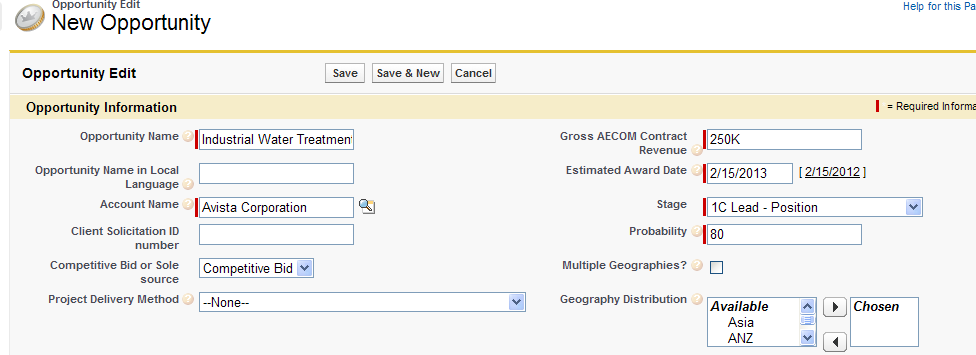 Opportunity Edit
New Opportunity
Help for this Pa
Opportunity Edit
Save
Save & New
Cancel
Opportunity Information
= Required Informa
Opportunity Name
Industrial Water Treatment
Gross AECOM Contract
Revenue
250K
Opportunity Name in Local
Language
Estimated Award Date
2/15/2013
[ 2/15/2012 ]
Account Name
Avista Corporation
Stage
1C Lead - Position
Client Solicitation ID
number
Probability
80
Competitive Bid or Sole
source
Competitive Bid
Multiple Geographies?
Project Delivery Method
--None--
Geography Distribution
Available
Asia
ANZ
Chosen